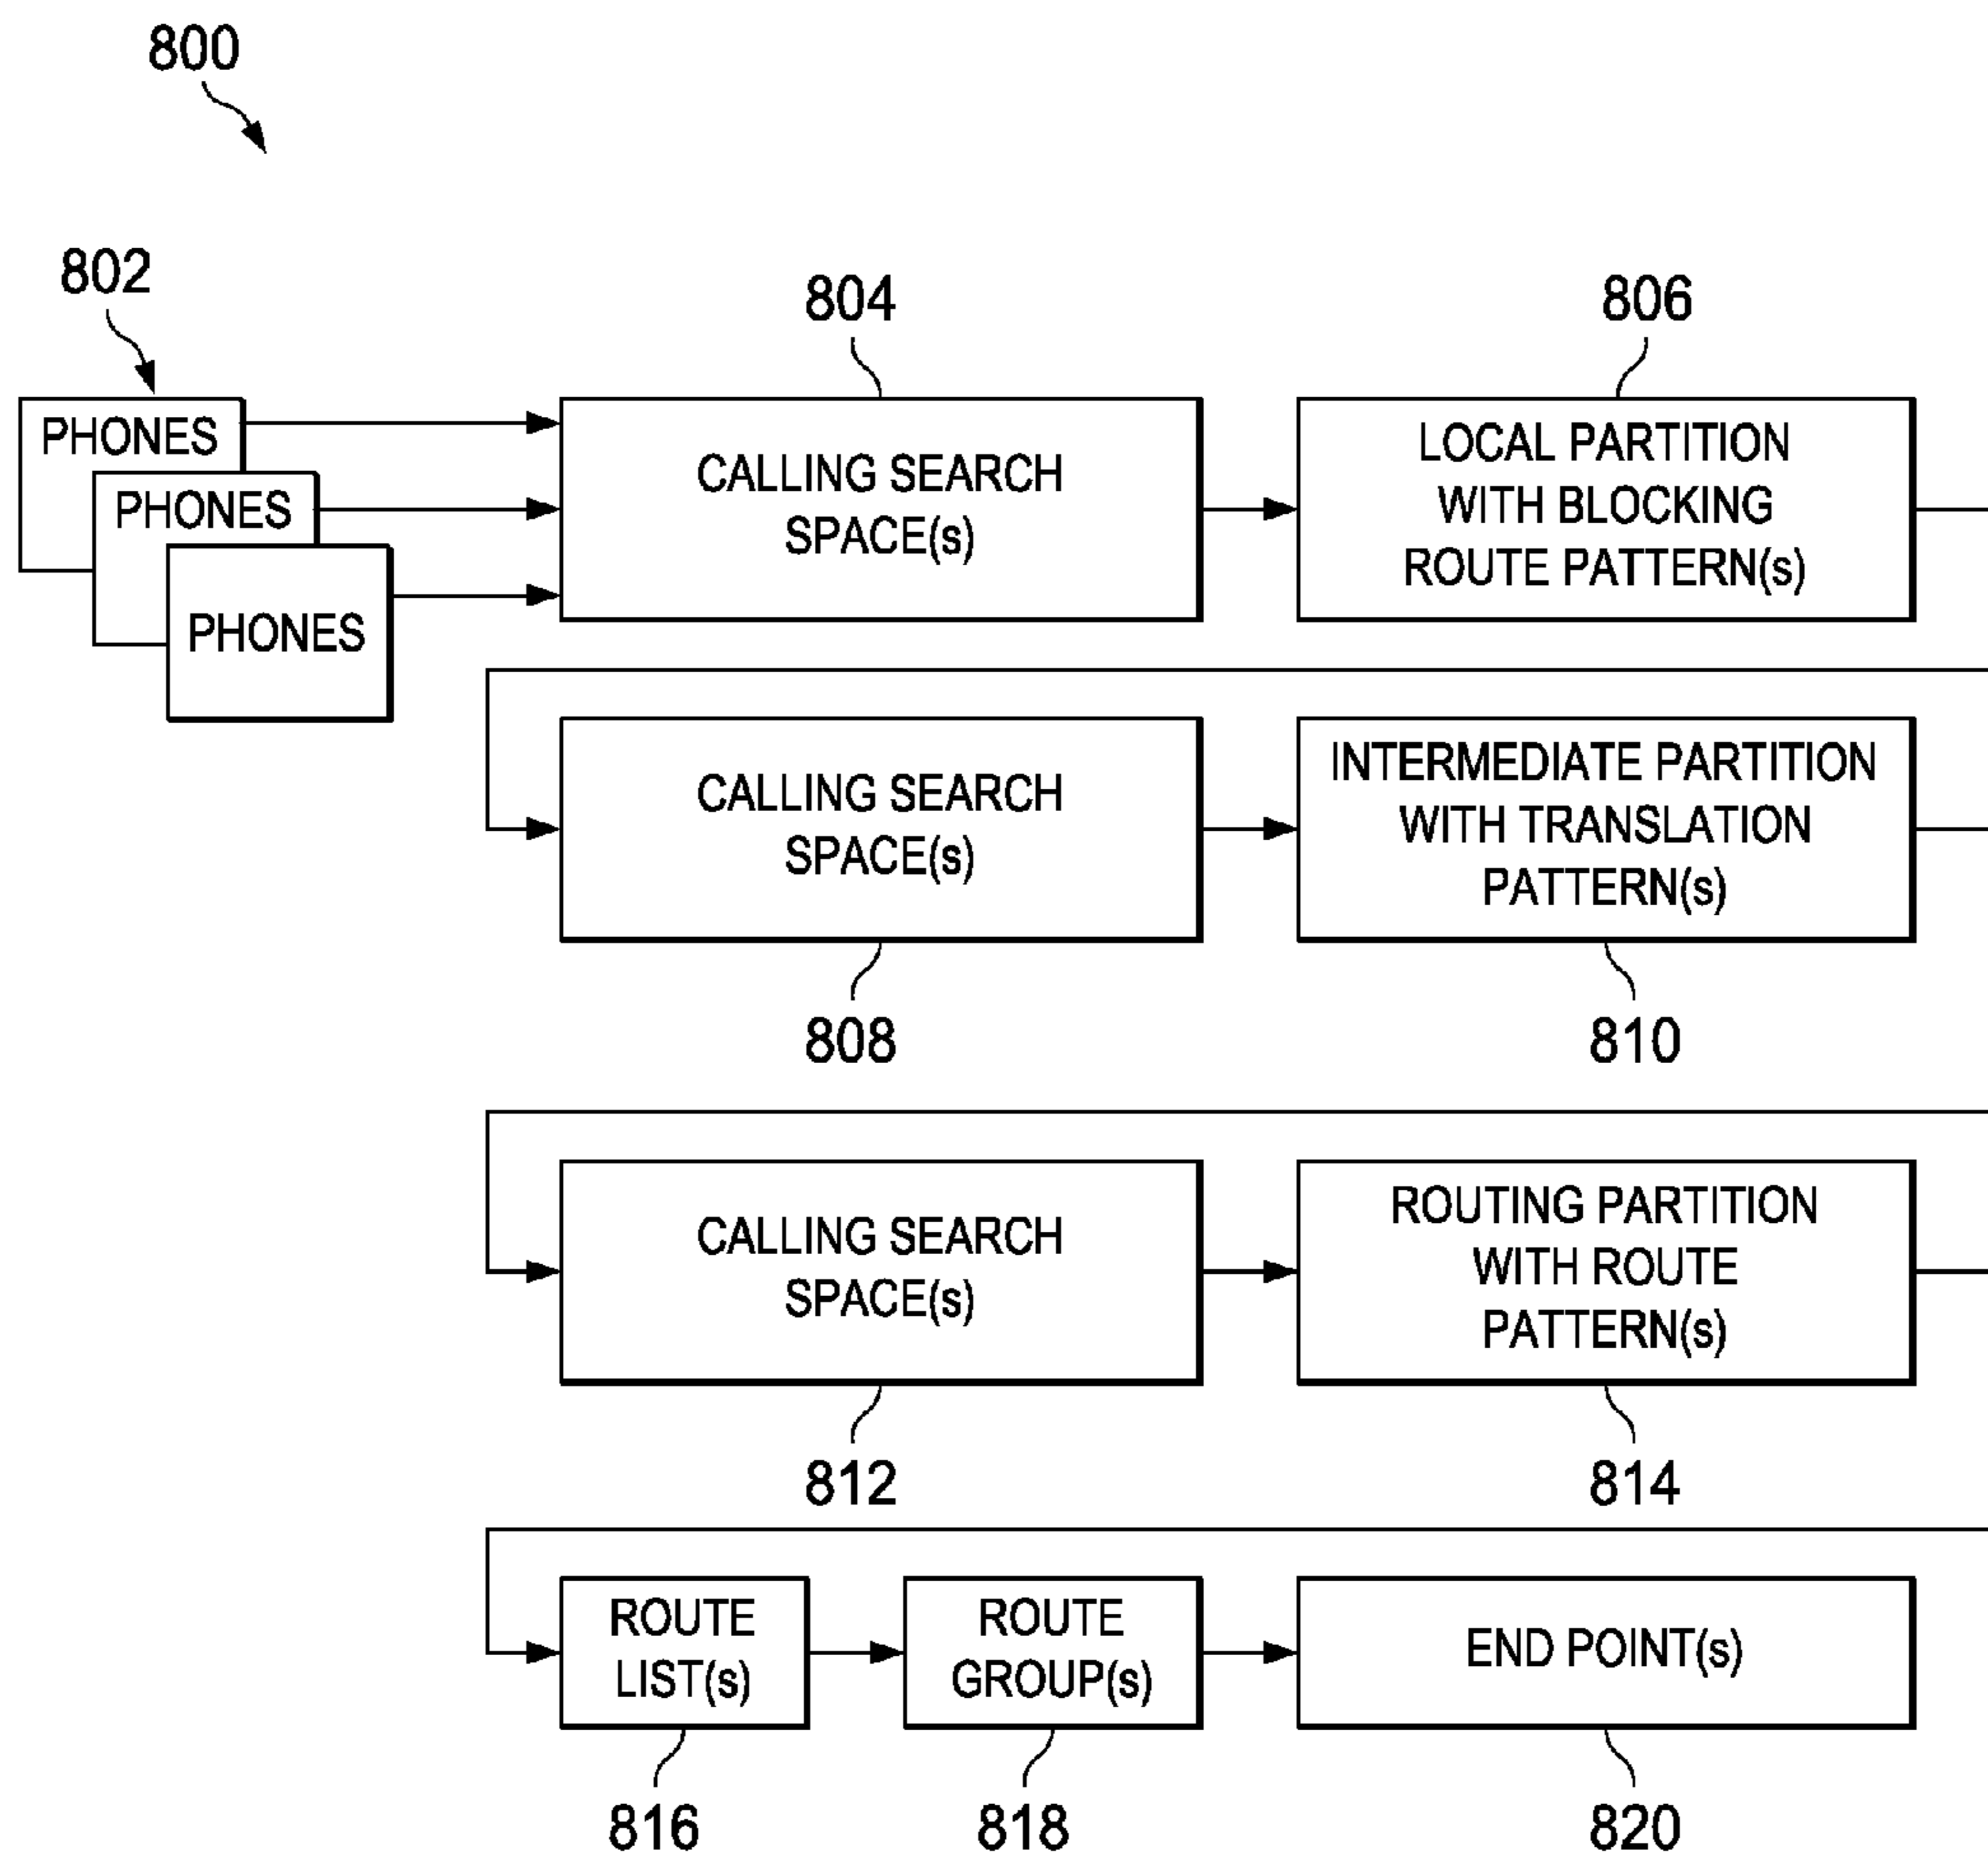 800
802
804
806
PHONES
PHONES
PHONES
CALLING SEARCH
SPACE(s)
LOCAL PARTITION
WITH BLOCKING
ROUTE PATTERN(s)
CALLING SEARCH
SPACE(s)
INTERMEDIATE PARTITION
WITH TRANSLATION
PATTERN(s)
808
810
CALLING SEARCH
SPACE(s)
ROUTING PARTITION
WITH ROUTE
PATTERN(s)
812
814
ROUTE
LIST(s)
ROUTE
GROUP(s)
END POINT(s)
816
818
820